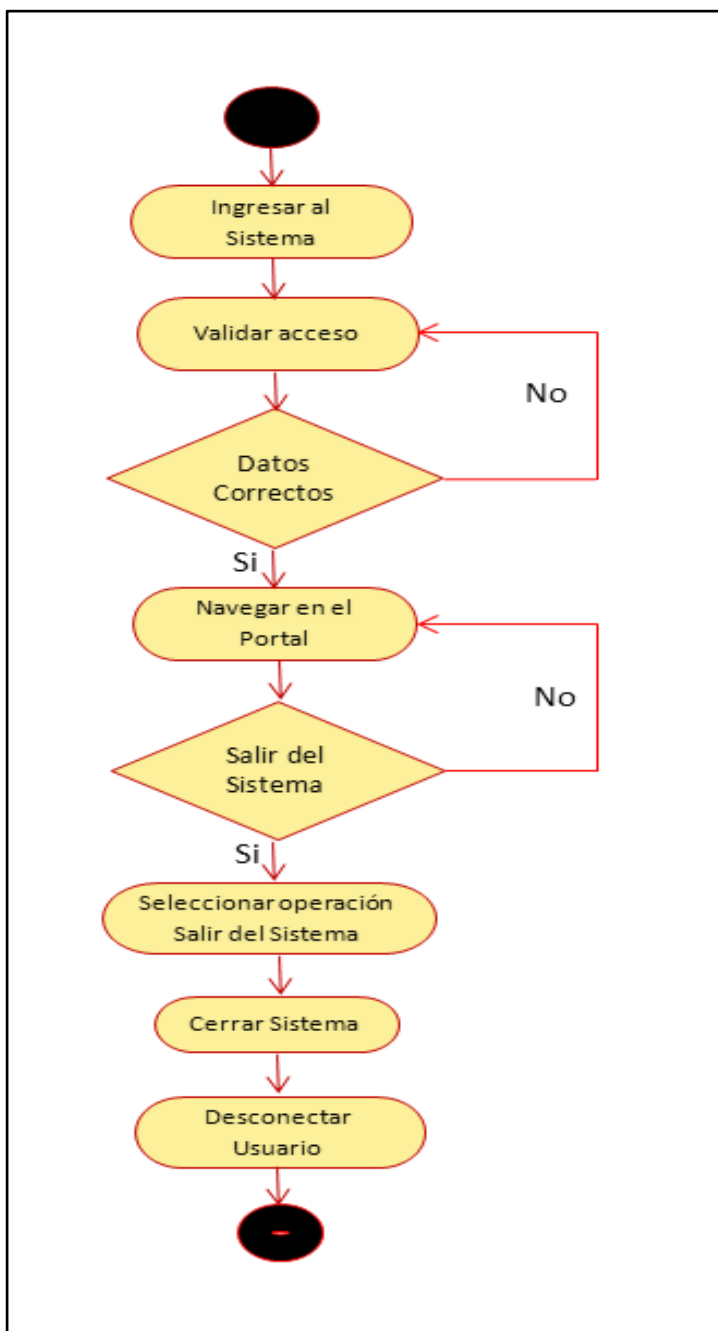 Ingresar al
Sistema
Validar acceso
No
Datos
Correctos
Si
Navegar en el
Portal
No
Salir del
Sistema
Si
Seleccionar operación
Salir del Sistema
Cerrar Sistema
Desconectar
Usuario